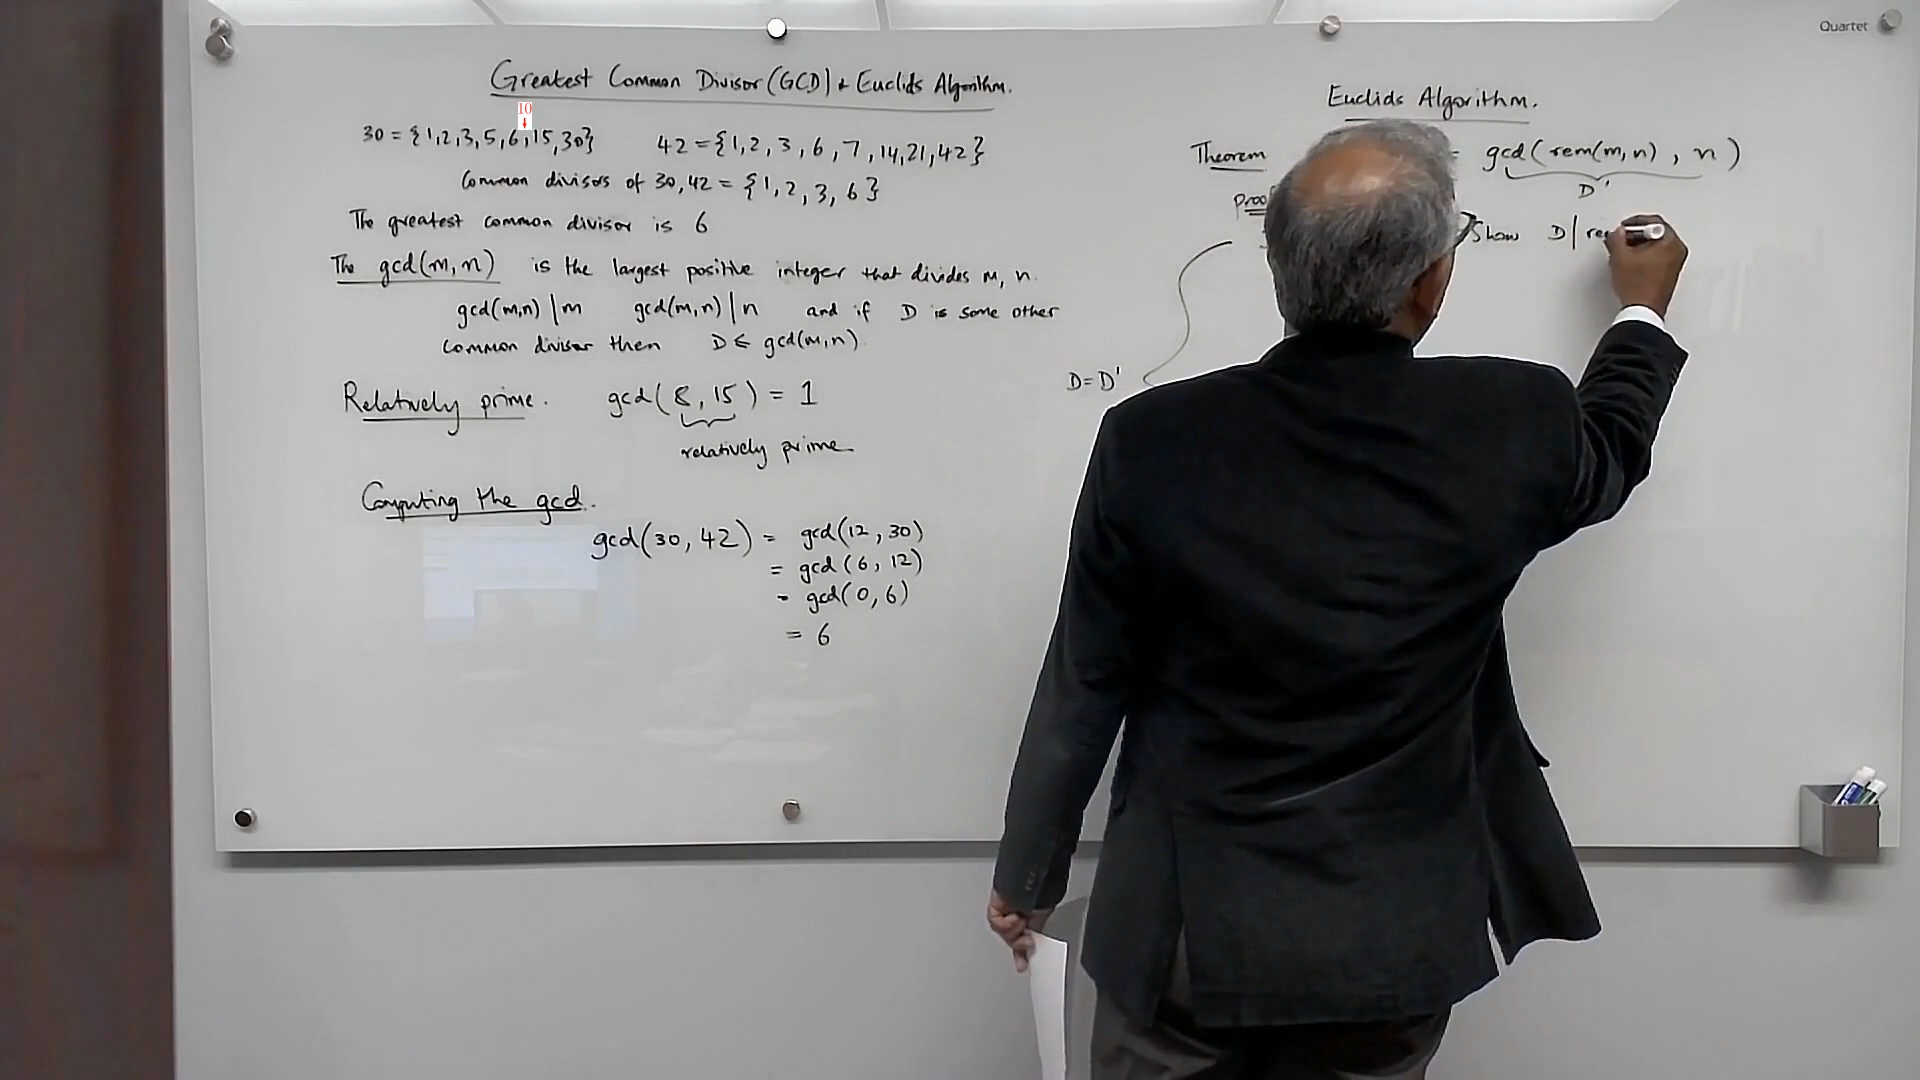 Quartet
Greatest Common Divisor (GCD) + Euclids Algorithm.
10
↓
30 = {1,2,3,5,6,15,30} 42 = {1,2,3,6,7,14,21,42}
Common divisors of 30,42 = {1,2,3,6}
The greatest common divisor is 6
The gcd(m,n) is the largest positive integer that divides m, n.
gcd(m,n) | m gcd(m,n) | n and if D is some other
common divisor then D ≤ gcd(m,n).
Relatively prime. gcd(8,15) = 1
relatively prime
Computing the gcd.
gcd(30,42) = gcd(12,30)
= gcd(6,12)
= gcd(0,6)
= 6
Euclids Algorithm.
Theorem = gcd(rem(m,n), n)
D'
Show D |
D=D'